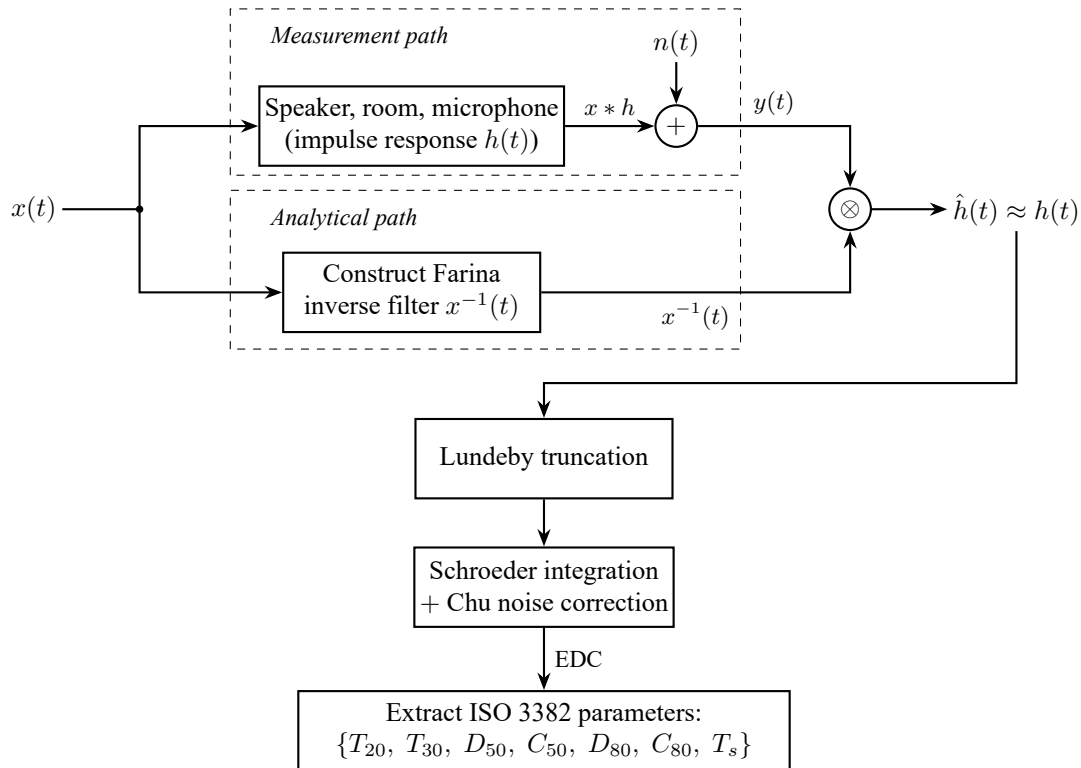 Measurement path
n(t)
Speaker, room, microphone
(impulse response h(t))
x ∗ h
+
y(t)
x(t)
Analytical path
⊗
ĥ(t) ≈ h(t)
Construct Farina
inverse filter x⁻¹(t)
x⁻¹(t)
Lundeby truncation
Schroeder integration
+ Chu noise correction
EDC
Extract ISO 3382 parameters:
{T₂₀, T₃₀, D₅₀, C₅₀, D₈₀, C₈₀, Tₛ}